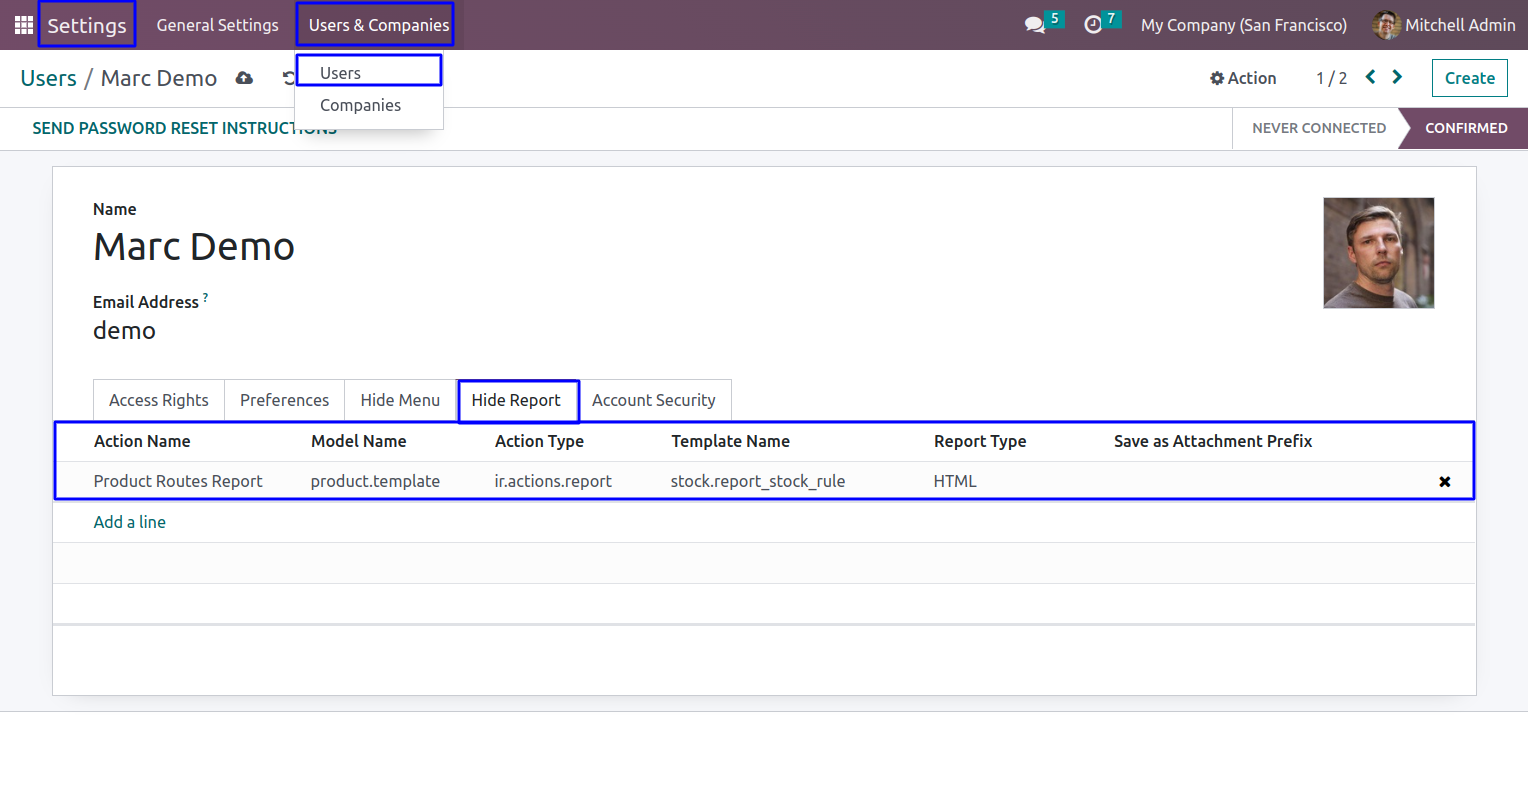 Settings General Settings Users & Companies 5 7 My Company (San Francisco) Mitchell Admin
Users / Marc Demo Users Action 1 / 2 Create
Companies
SEND PASSWORD RESET INSTRUCTIONS NEVER CONNECTED CONFIRMED
Name
Marc Demo
Email Address ?
demo
Access Rights Preferences Hide Menu Hide Report Account Security
Action Name Model Name Action Type Template Name Report Type Save as Attachment Prefix
Product Routes Report product.template ir.actions.report stock.report_stock_rule HTML
Add a line